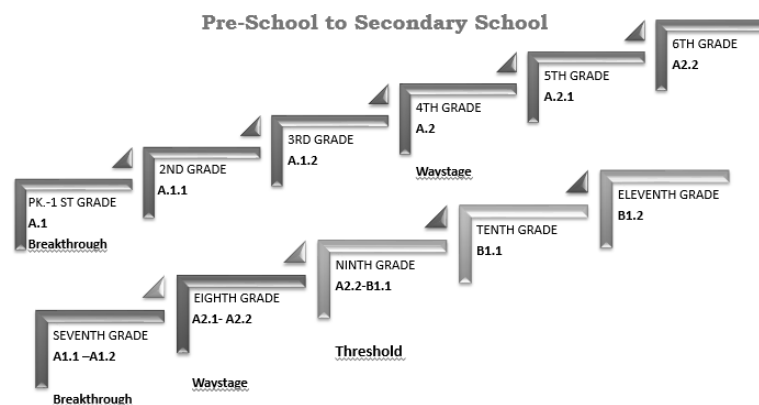 Pre-School to Secondary School
PK.-1 ST GRADE
A.1
Breakthrough
2ND GRADE
A.1.1
3RD GRADE
A.1.2
4TH GRADE
A.2
Waystage
5TH GRADE
A.2.1
6TH GRADE
A2.2
SEVENTH GRADE
A1.1 –A1.2
Breakthrough
EIGHTH GRADE
A2.1- A2.2
Waystage
NINTH GRADE
A2.2-B1.1
Threshold
TENTH GRADE
B1.1
ELEVENTH GRADE
B1.2